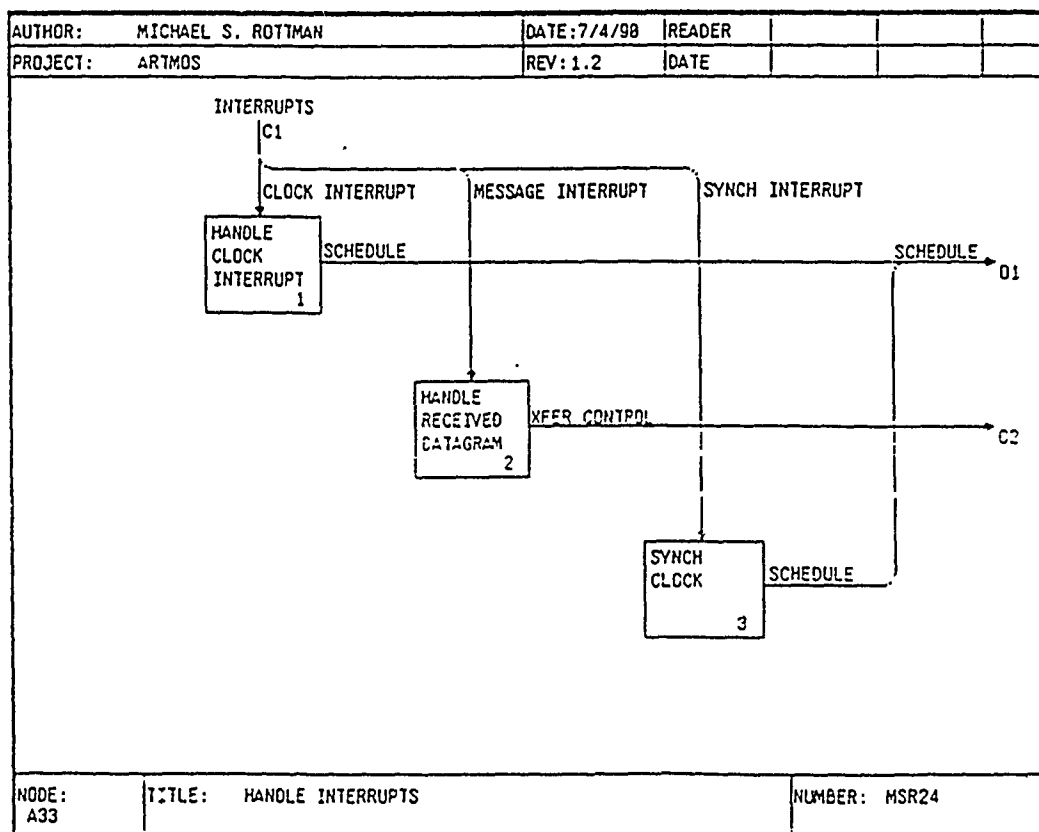 AUTHOR: MICHAEL S. ROTTMAN DATE:7/4/90 READER
PROJECT: ARTMOS REV:1.2 DATE
INTERRUPTS
C1
CLOCK INTERRUPT MESSAGE INTERRUPT SYNCH INTERRUPT
HANDLE
CLOCK
INTERRUPT
1
SCHEDULE
SCHEDULE
O1
HANDLE
RECEIVED
DATAGRAM
2
XFER CONTROL
O2
SYNCH
CLOCK
3
SCHEDULE
NODE:
A33
TITLE: HANDLE INTERRUPTS
NUMBER: MSR24